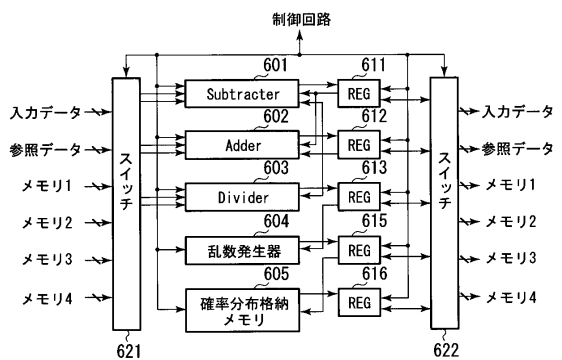 制御回路
601
611
Subtracter
REG
602
612
入力データ
入力データ
Adder
REG
参照データ
参照データ
603
613
スイッチ
スイッチ
メモリ1
メモリ1
Divider
REG
メモリ2
メモリ2
604
615
乱数発生器
REG
メモリ3
メモリ3
605
616
メモリ4
メモリ4
確率分布格納
メモリ
REG
621
622